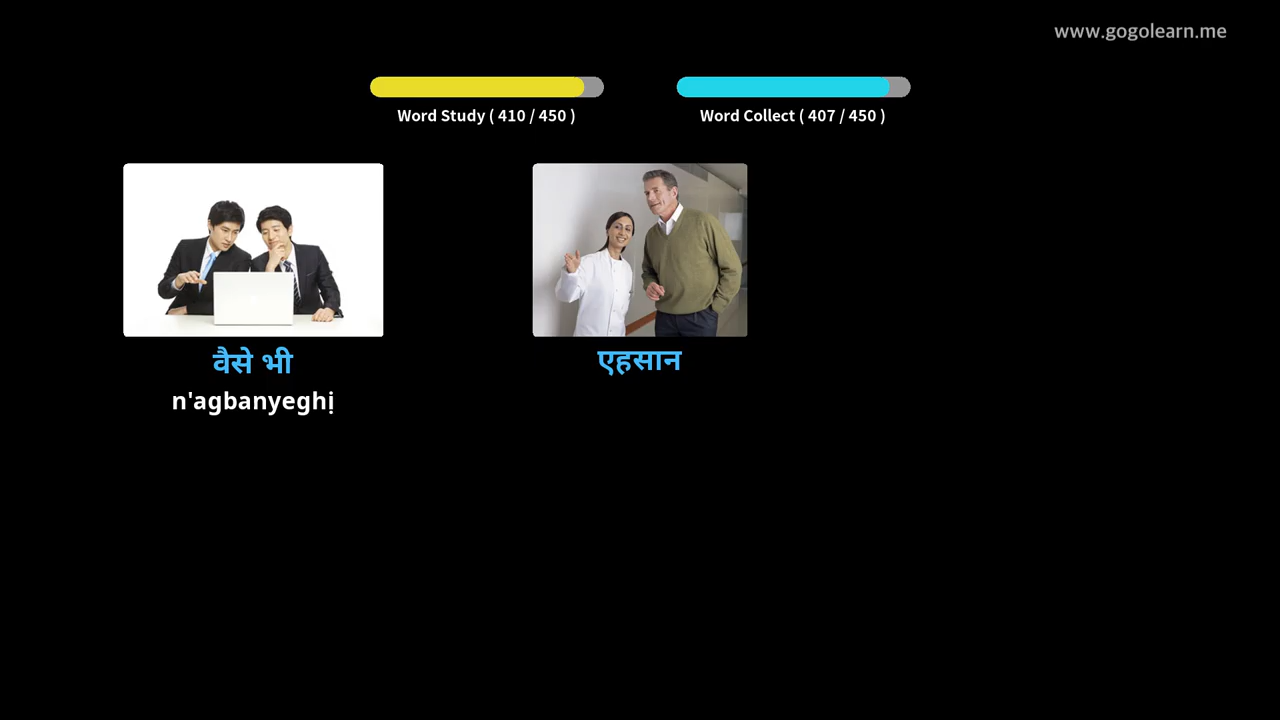 www.gogolearn.me
Word Study ( 410 / 450 )
Word Collect ( 407 / 450 )
वैसे भी
एहसान
n'agbanyeghị